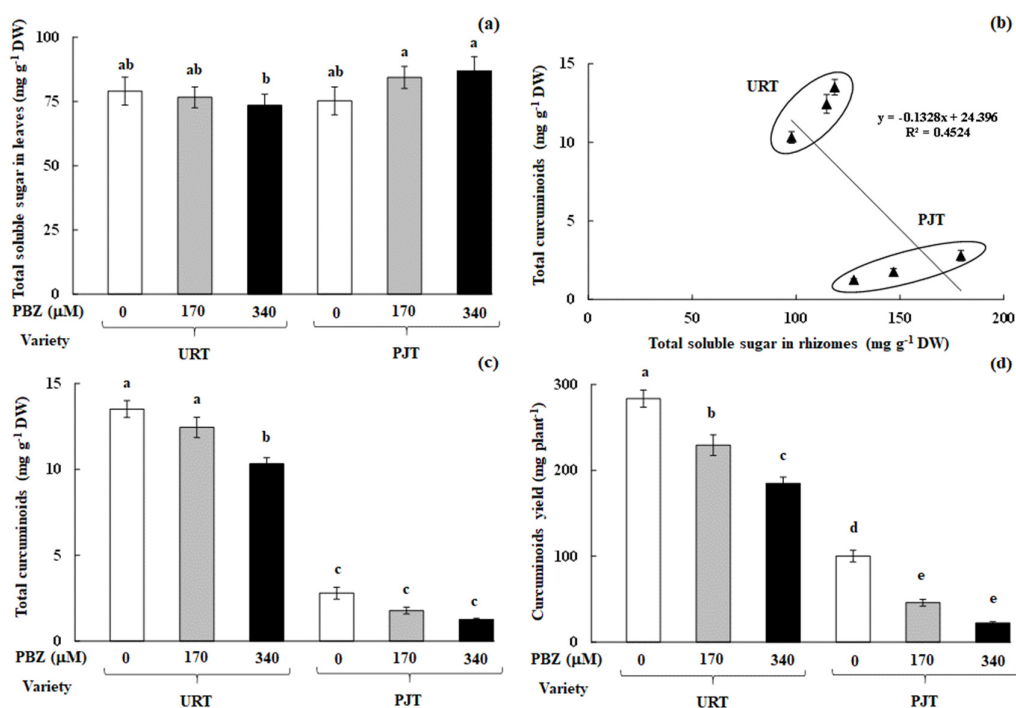 (a)
Total soluble sugar in leaves (mg g-1 DW)
100
75
50
25
0
ab
ab
b
ab
a
a
PBZ (µM)
0
170
340
0
170
340
Variety
URT
PJT
(b)
Total curcuminoids (mg g-1 DW)
15
10
5
0
URT
y = -0.1328x + 24.396
R² = 0.4524
PJT
0
50
100
150
200
Total soluble sugar in rhizomes (mg g-1 DW)
(c)
Total curcuminoids (mg g-1 DW)
15
10
5
0
a
a
b
c
c
c
PBZ (µM)
0
170
340
0
170
340
Variety
URT
PJT
(d)
Curcuminoids yield (mg plant-1)
300
200
100
0
a
b
c
d
e
e
PBZ (µM)
0
170
340
0
170
340
Variety
URT
PJT